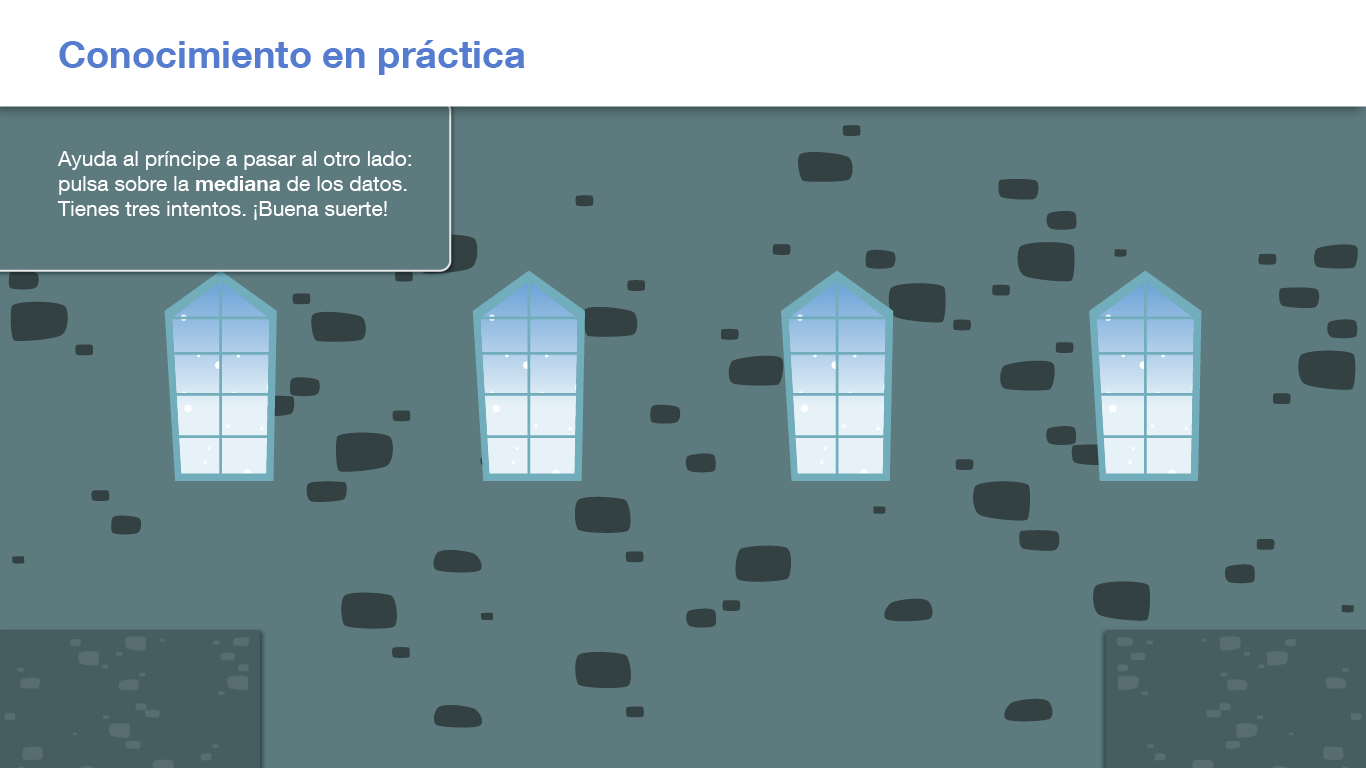 Conocimiento en práctica
Ayuda al príncipe a pasar al otro lado:
pulsa sobre la mediana de los datos.
Tienes tres intentos. ¡Buena suerte!